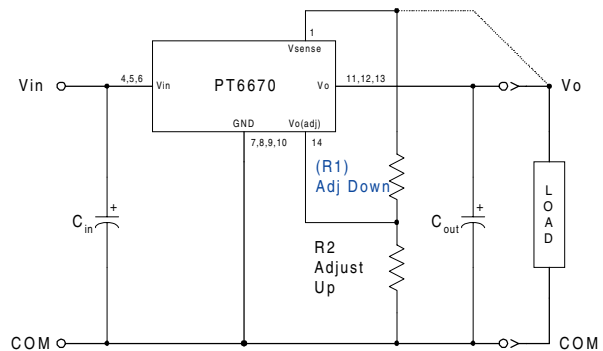 1
Vsense
Vin
4,5,6
Vin
PT6670
Vo
11,12,13
Vo
GND
Vo(adj)
7,8,9,10
14
(R1)
Adj Down
+
Cin
+
Cout
L
O
A
D
R2
Adjust
Up
COM
COM